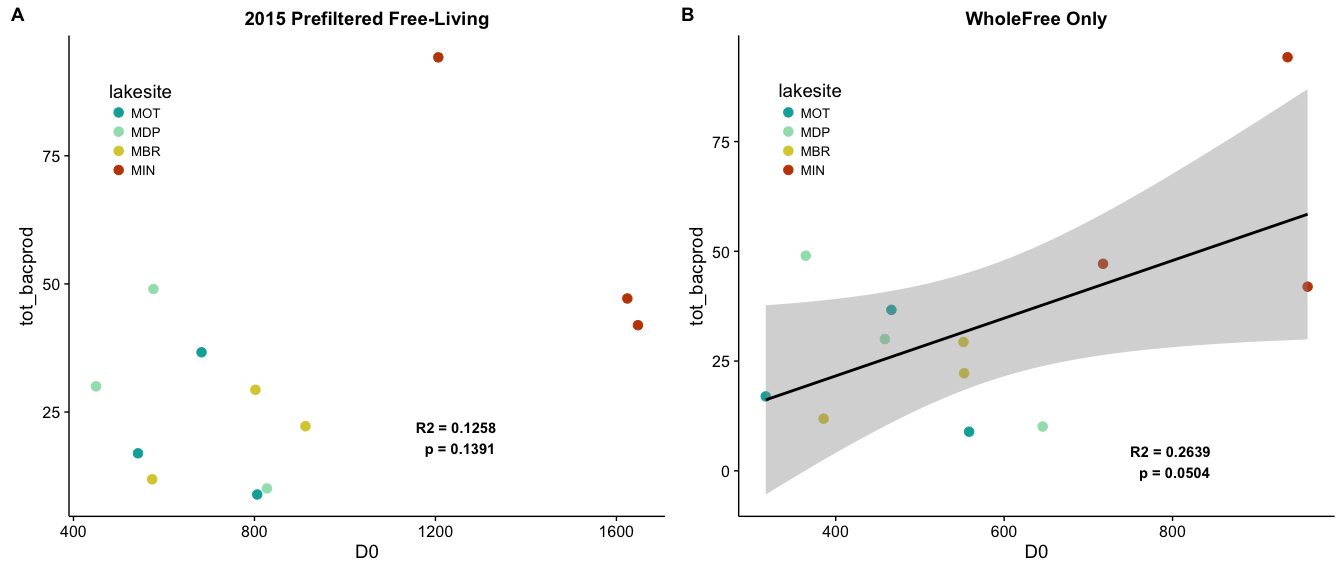 A
2015 Prefiltered Free-Living
tot_bacprod
75
50
25
lakesite
MOT
MDP
MBR
MIN
R2 = 0.1258
p = 0.1391
400
800
1200
1600
D0
B
WholeFree Only
tot_bacprod
75
50
25
0
lakesite
MOT
MDP
MBR
MIN
R2 = 0.2639
p = 0.0504
400
600
800
D0